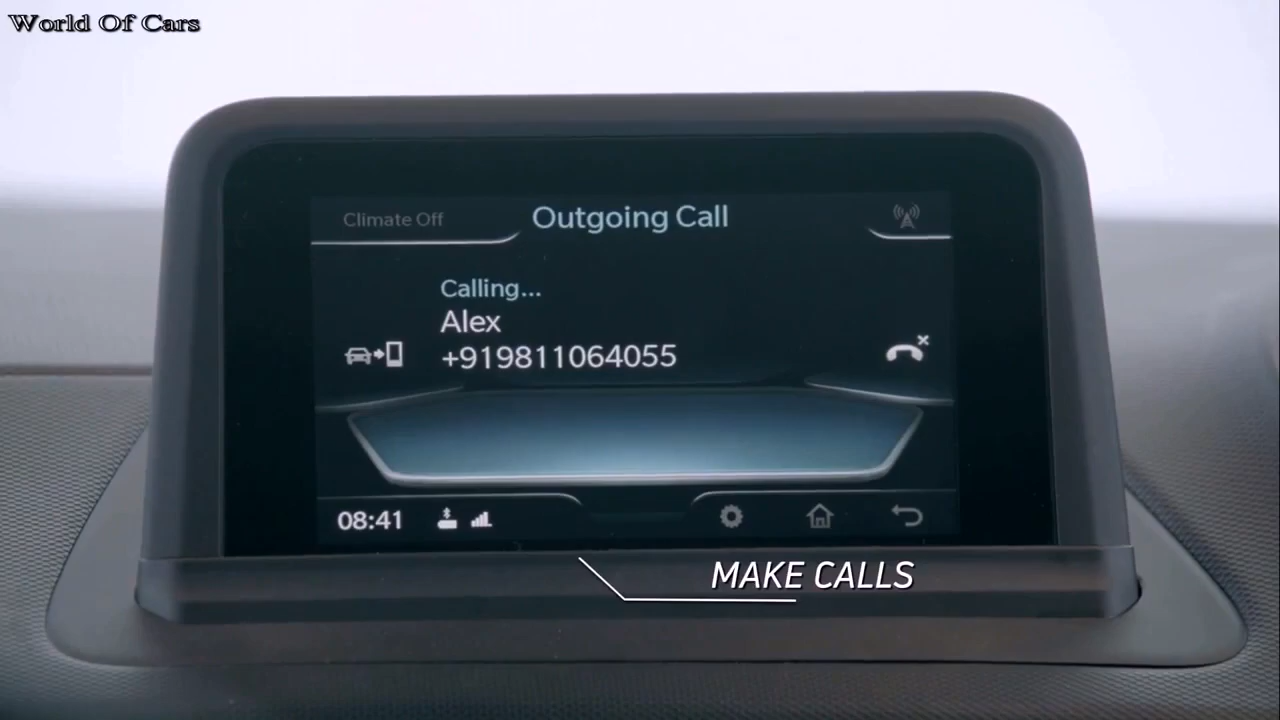 World Of Cars
Climate Off
Outgoing Call
Calling...
Alex
+919811064055
08:41
MAKE CALLS